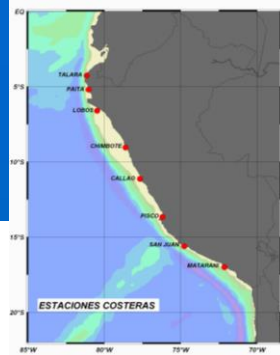 EQ
TALARA
PAITA
5°S
LOBOS
CHIMBOTE
10°S
CALLAO
PISCO
15°S
SAN JUAN
MATARANI
ESTACIONES COSTERAS
20°S
85°W 80°W 75°W 70°W